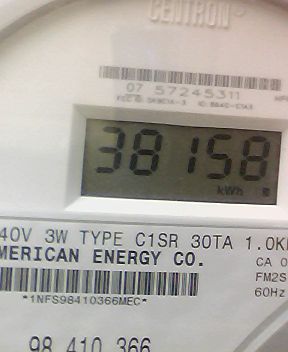 CENTRON®
07 57245311
38158
kWh
40V 3W TYPE C1SR 30TA 1.0K
MERICAN ENERGY CO.
CA 0
FM2S
60Hz
*1NFS98410366MEC*
98 410 366